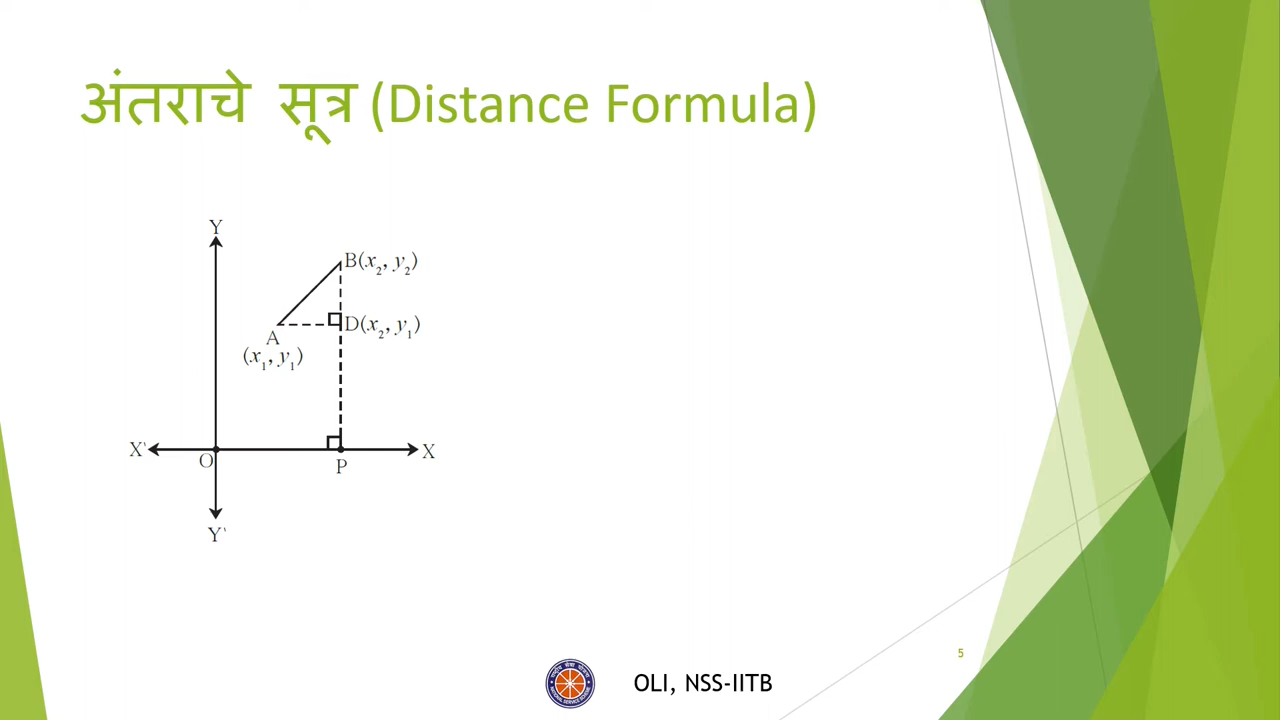 अंतराचे सूत्र (Distance Formula)
Y
B(x₂, y₂)
D(x₂, y₁)
A
(x₁, y₁)
X'
O
P
X
Y'
5
OLI, NSS-IITB